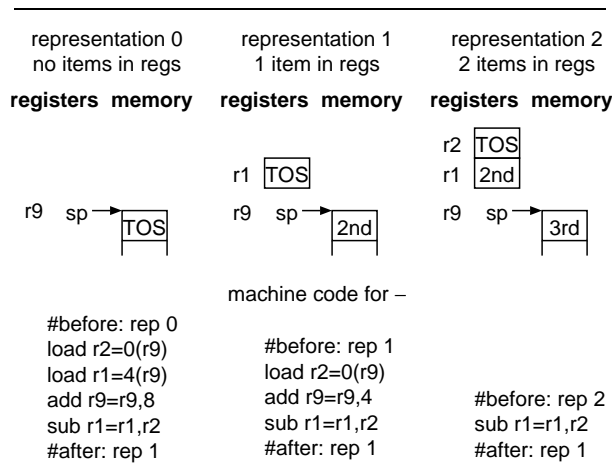 representation 0
no items in regs
registers memory
r9 sp
TOS
representation 1
1 item in regs
registers memory
r1 TOS
r9 sp
2nd
representation 2
2 items in regs
registers memory
r2 TOS
r1 2nd
r9 sp
3rd
machine code for −
#before: rep 0
load r2=0(r9)
load r1=4(r9)
add r9=r9,8
sub r1=r1,r2
#after: rep 1
#before: rep 1
load r2=0(r9)
add r9=r9,4
sub r1=r1,r2
#after: rep 1
#before: rep 2
sub r1=r1,r2
#after: rep 1